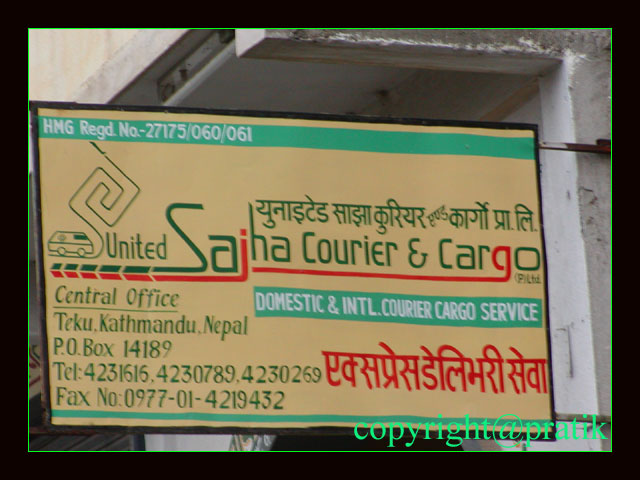 HMG Regd. No.-27175/060/061
युनाइटेड साझा कुरियर एण्ड कार्गो प्रा. लि.
United Sajha Courier & Cargo
(P) Ltd.
Central Office
DOMESTIC & INTL. COURIER CARGO SERVICE
Teku, Kathmandu, Nepal
P.O. Box 14189
Tel: 4231616, 4230789, 4230269
एक्सप्रेस डेलिभरी सेवा
Fax No: 0977-01-4219432
copyright@pratik